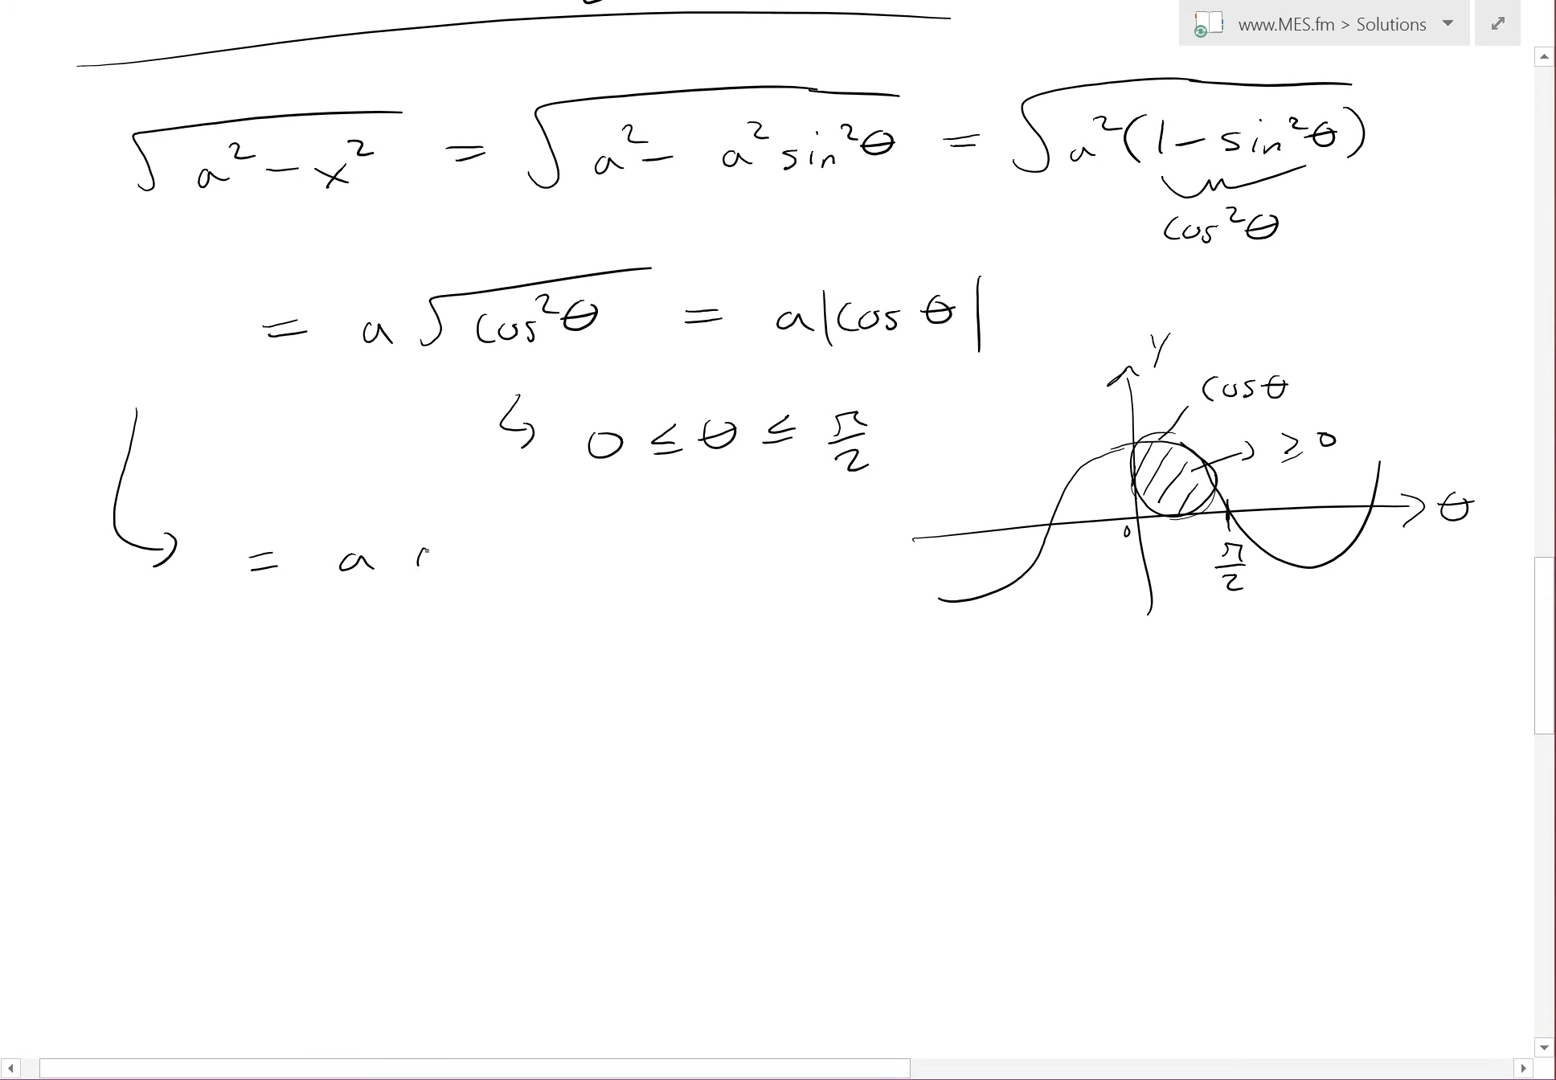 www.MES.fm > Solutions
√(a² - x²) = √(a² - a² sin²θ) = √(a²(1 - sin²θ))
cos²θ
= a √(cos²θ) = a|cos θ|
y
cosθ
↳ 0 ≤ θ ≤ π/2
→ ≥ 0
θ
0
π/2
= a